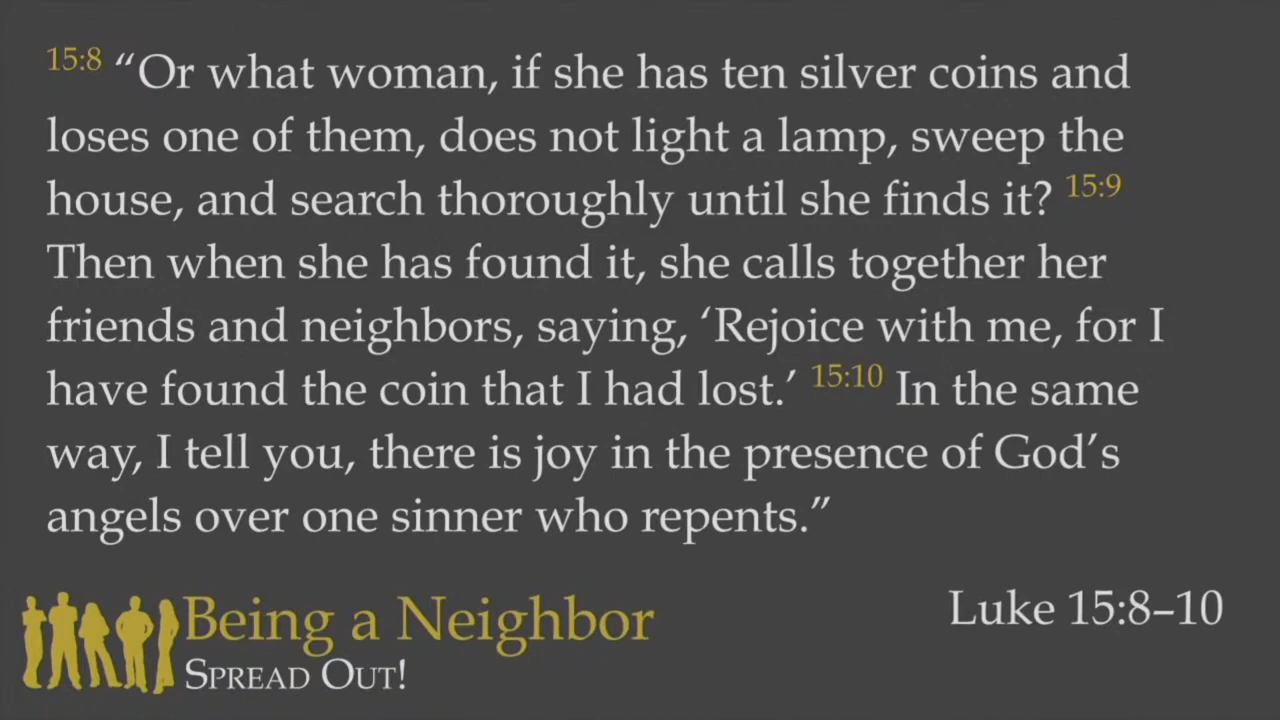 15:8 “Or what woman, if she has ten silver coins and
loses one of them, does not light a lamp, sweep the
house, and search thoroughly until she finds it? 15:9
Then when she has found it, she calls together her
friends and neighbors, saying, ‘Rejoice with me, for I
have found the coin that I had lost.’ 15:10 In the same
way, I tell you, there is joy in the presence of God’s
angels over one sinner who repents.”
Luke 15:8–10
Being a Neighbor
SPREAD OUT!